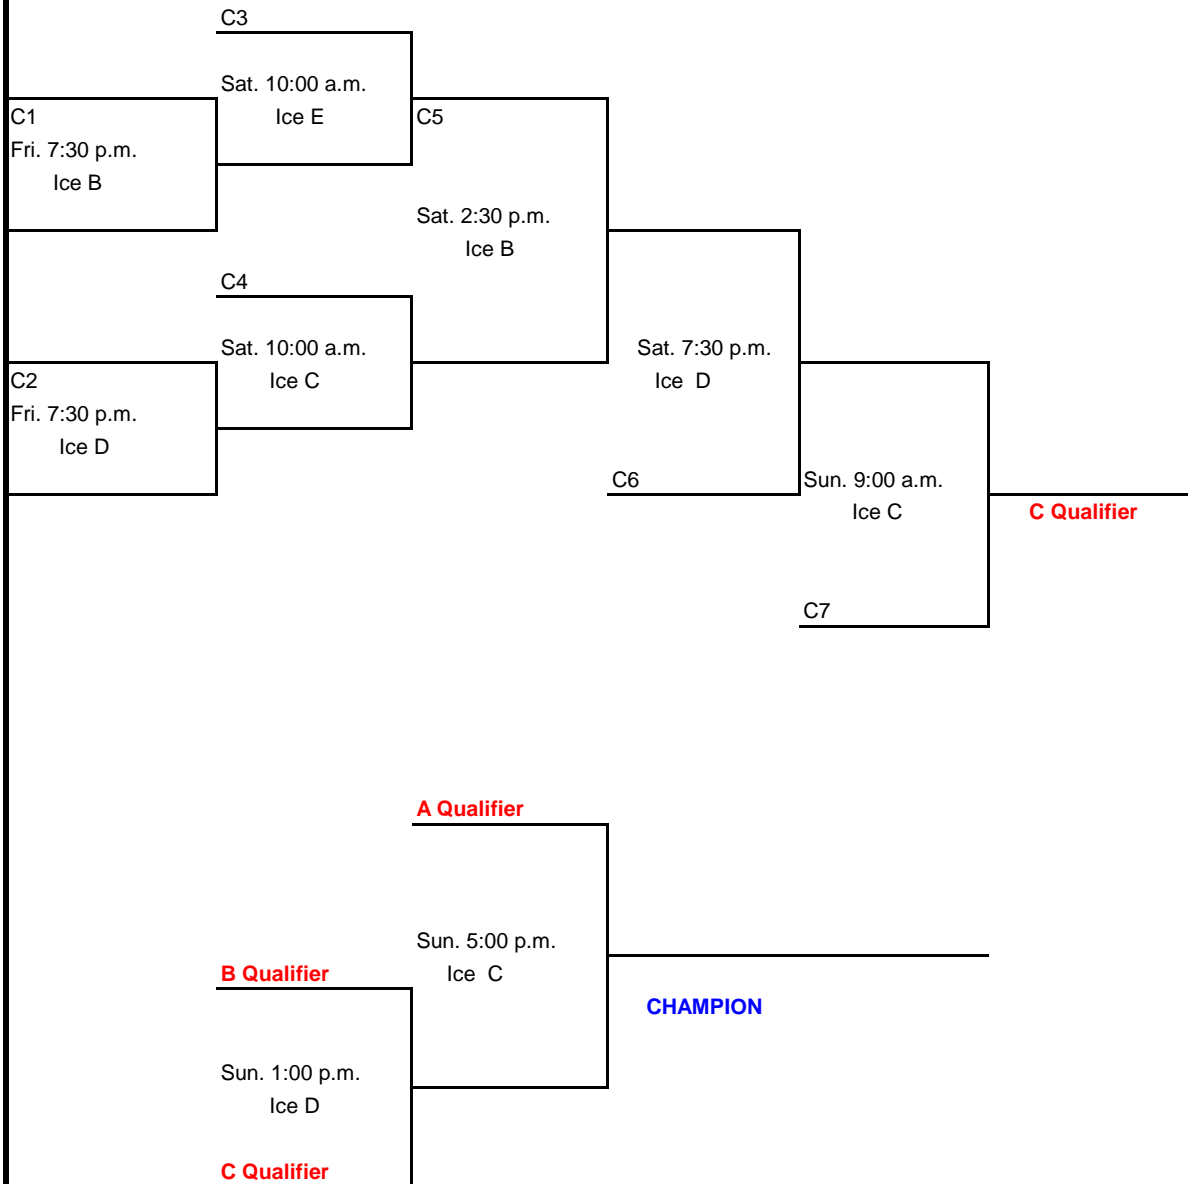 C3
Sat. 10:00 a.m.
Ice E
C1
C5
Fri. 7:30 p.m.
Ice B
Sat. 2:30 p.m.
Ice B
C4
Sat. 10:00 a.m.
Sat. 7:30 p.m.
C2
Ice C
Ice D
Fri. 7:30 p.m.
Ice D
C6
Sun. 9:00 a.m.
Ice C
C Qualifier
C7
A Qualifier
Sun. 5:00 p.m.
B Qualifier
Ice C
CHAMPION
Sun. 1:00 p.m.
Ice D
C Qualifier